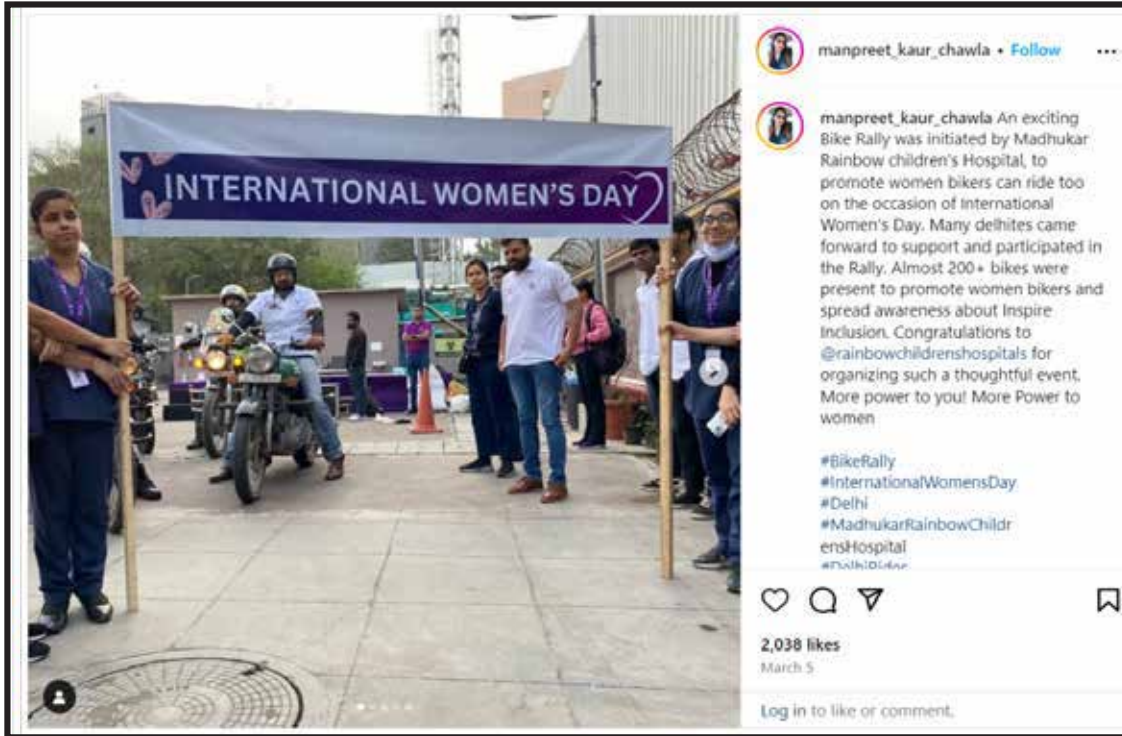 INTERNATIONAL WOMEN'S DAY
manpreet_kaur_chawla • Follow
manpreet_kaur_chawla An exciting
Bike Rally was initiated by Madhukar
Rainbow children's Hospital, to
promote women bikers can ride too
on the occasion of International
Women's Day. Many delhites came
forward to support and participated in
the Rally. Almost 200+ bikes were
present to promote women bikers and
spread awareness about Inspire
Inclusion. Congratulations to
@rainbowchildrenshospitals for
organizing such a thoughtful event.
More power to you! More Power to
women
#BikeRally
#InternationalWomensDay
#Delhi
#MadhukarRainbowChildr
ensHospital
#DelhiRides
2,038 likes
March 5
Log in to like or comment.